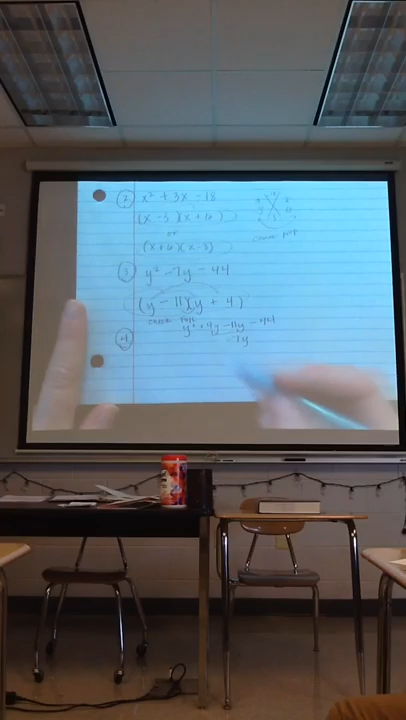 ② x² + 3x - 18
(x - 3)(x + 6)
or
(x + 6)(x - 3)
③ y² - 7y - 44
(y - 11)(y + 4)
y² + 4y - 11y - 44
- 7y
④